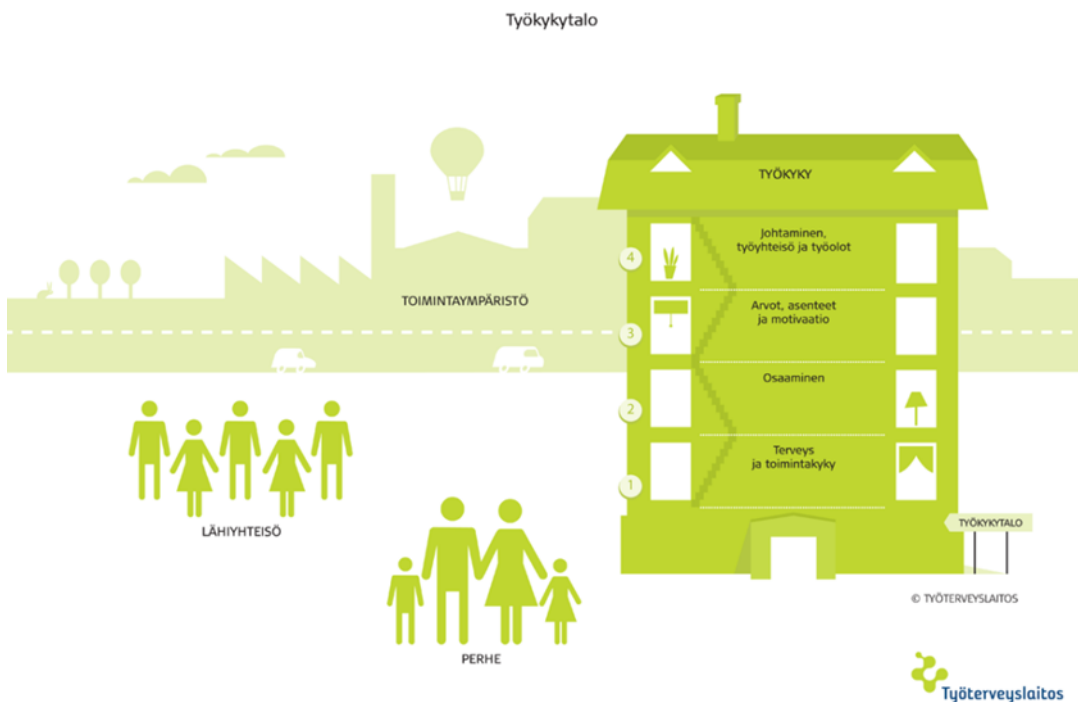 Työkykytalo
TYÖKYKY
4
Johtaminen,
työyhteisö ja työolot
TOIMINTAYMPÄRISTÖ
3
Arvot, asenteet
ja motivaatio
2
Osaaminen
1
Terveys
ja toimintakyky
LÄHIYHTEISÖ
TYÖKYKYTALO
PERHE
© TYÖTERVEYSLAITOS
Työterveyslaitos